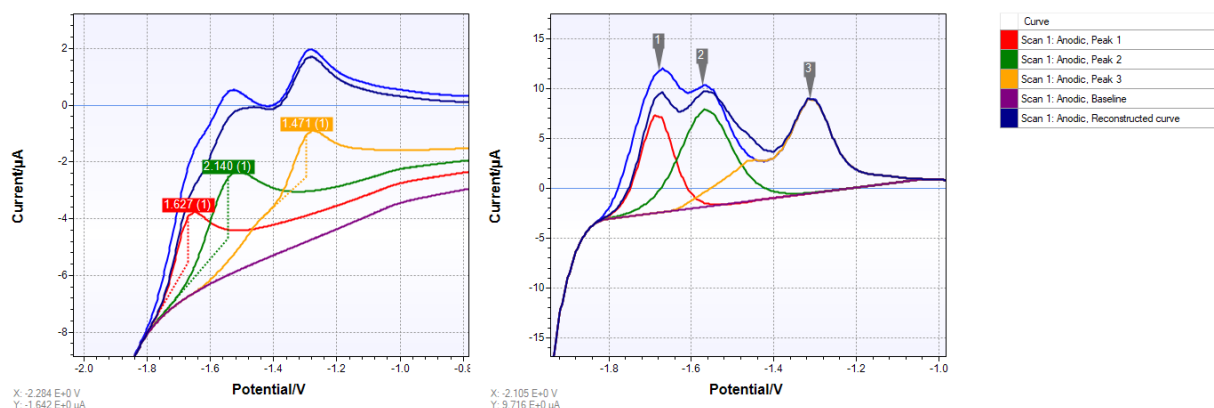 2
0
-2
-4
-6
-8
Current/µA
1.627 (1)
2.140 (1)
1.471 (1)
-2.0
-1.8
-1.6
-1.4
-1.2
-1.0
-0.8
Potential/V
X: -2.284 E+0 V
Y: -1.642 E+0 µA
15
10
5
0
-5
-10
-15
Current/µA
1
2
3
-1.8
-1.6
-1.4
-1.2
-1.0
Potential/V
X: -2.105 E+0 V
Y: 9.716 E+0 µA
Curve
Scan 1: Anodic, Peak 1
Scan 1: Anodic, Peak 2
Scan 1: Anodic, Peak 3
Scan 1: Anodic, Baseline
Scan 1: Anodic, Reconstructed curve